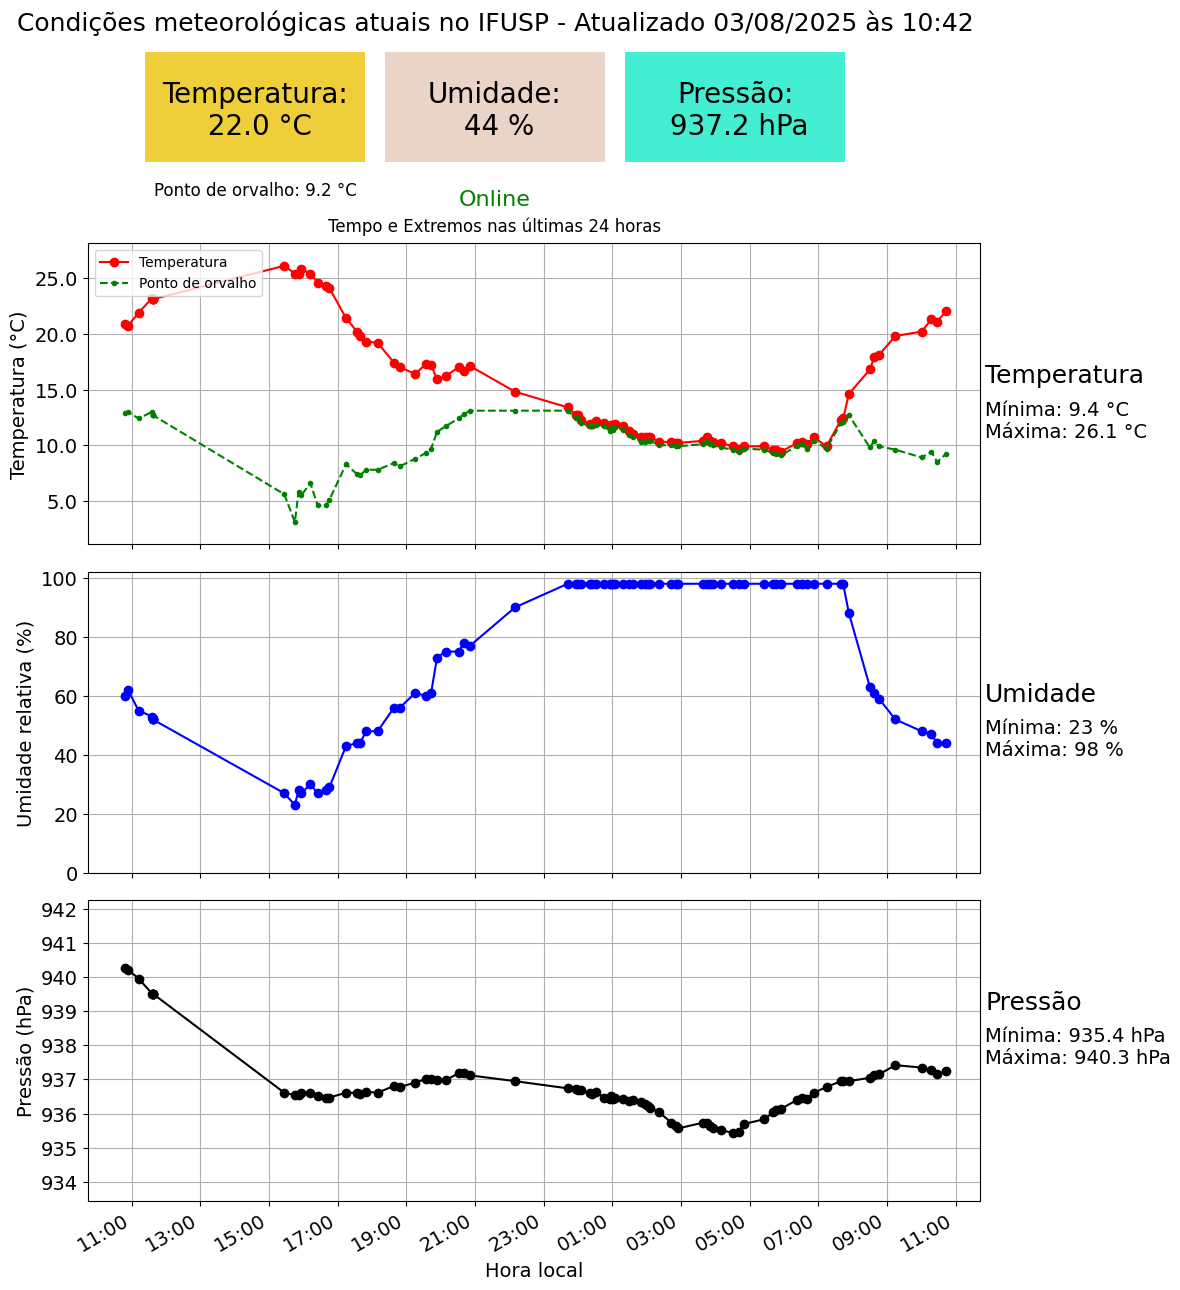 Condições meteorológicas atuais no IFUSP - Atualizado 03/08/2025 às 10:42
Temperatura:
22.0 °C
Umidade:
44 %
Pressão:
937.2 hPa
Ponto de orvalho: 9.2 °C
Online
Tempo e Extremos nas últimas 24 horas
Temperatura
Ponto de orvalho
Temperatura (°C)
25.0
20.0
15.0
10.0
5.0
Temperatura
Mínima: 9.4 °C
Máxima: 26.1 °C
Umidade relativa (%)
100
80
60
40
20
0
Umidade
Mínima: 23 %
Máxima: 98 %
Pressão (hPa)
942
941
940
939
938
937
936
935
934
Pressão
Mínima: 935.4 hPa
Máxima: 940.3 hPa
11:00
13:00
15:00
17:00
19:00
21:00
23:00
01:00
03:00
05:00
07:00
09:00
11:00
Hora local